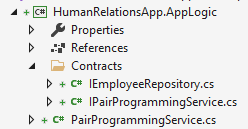 HumanRelationsApp.AppLogic
Properties
References
Contracts
IEmployeeRepository.cs
IPairProgrammingService.cs
PairProgrammingService.cs